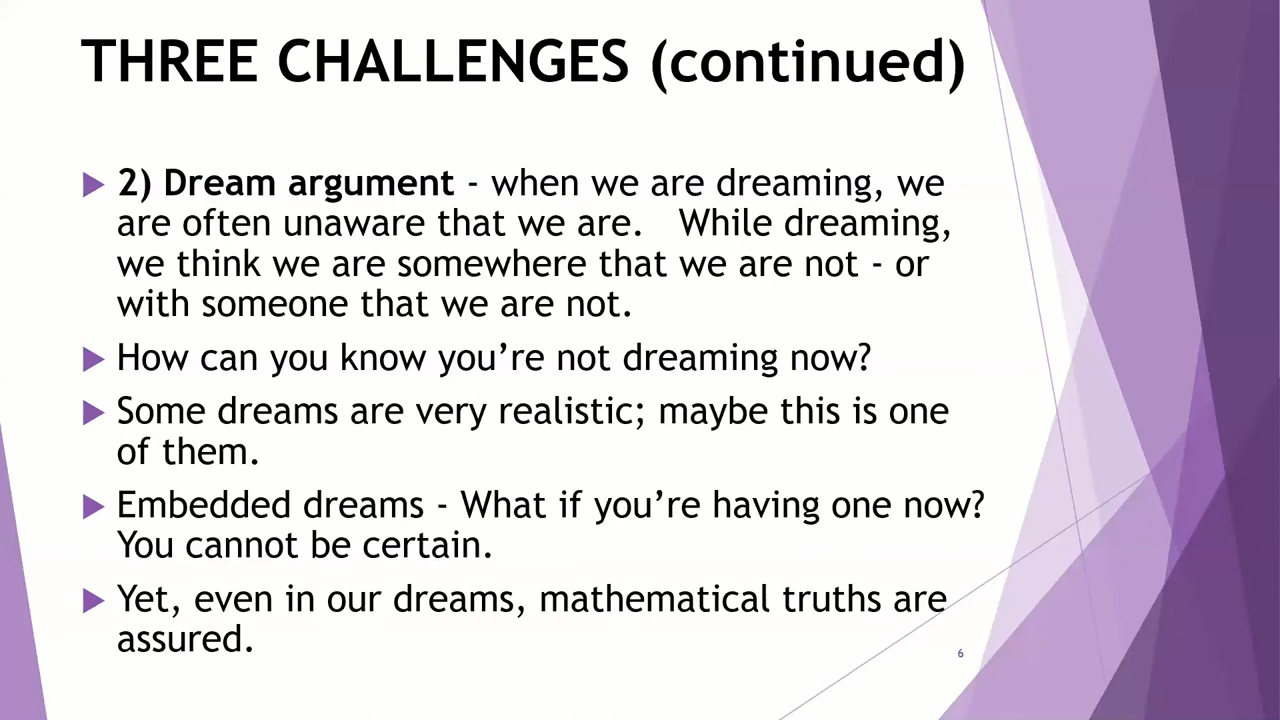 THREE CHALLENGES (continued)
2) Dream argument - when we are dreaming, we
are often unaware that we are.   While dreaming,
we think we are somewhere that we are not - or
with someone that we are not.
How can you know you’re not dreaming now?
Some dreams are very realistic; maybe this is one
of them.
Embedded dreams - What if you’re having one now?
You cannot be certain.
Yet, even in our dreams, mathematical truths are
assured.
6